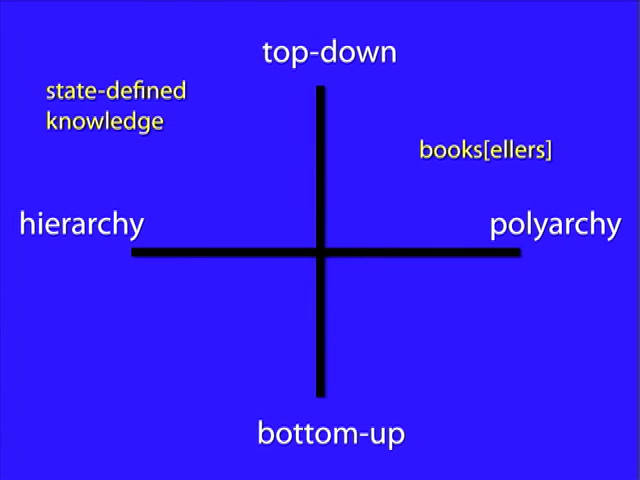 top-down
state-defined
knowledge
books[ellers]
hierarchy
polyarchy
bottom-up